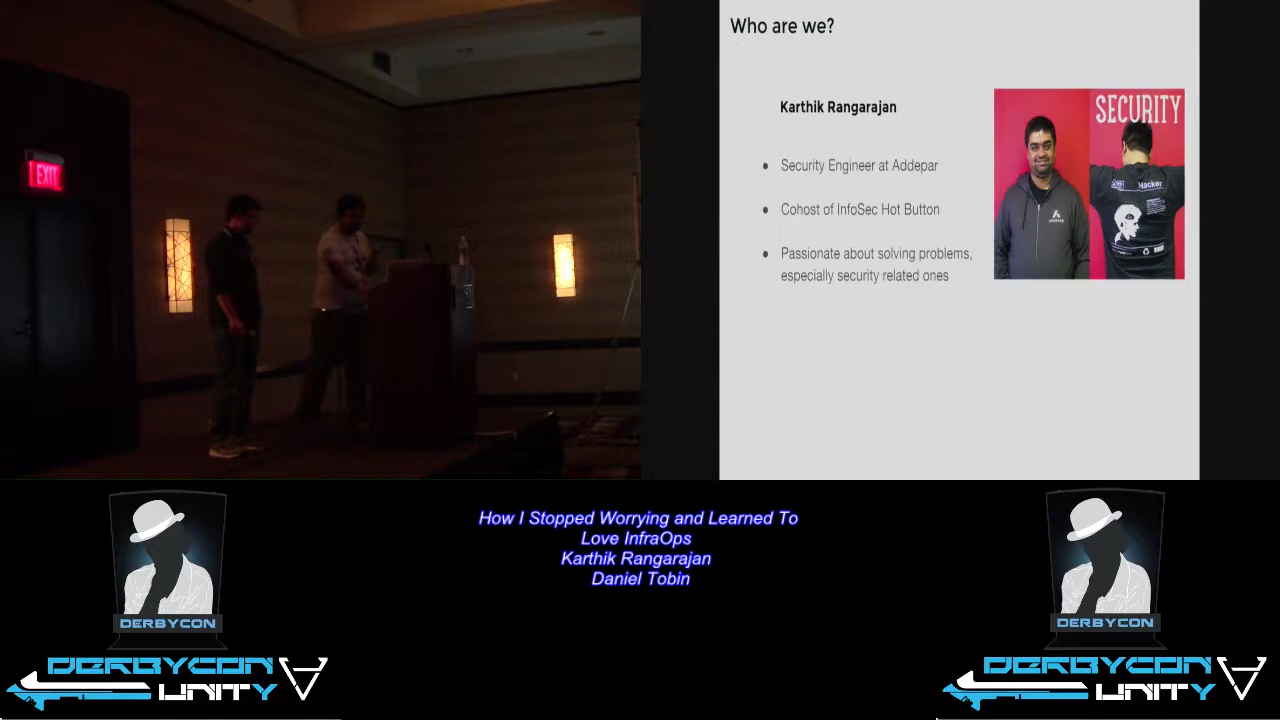 Who are we?
EXIT
Karthik Rangarajan
SECURITY
Security Engineer at Addepar
Cohost of InfoSec Hot Button
Passionate about solving problems,
especially security related ones
Hacker
How I Stopped Worrying and Learned To
Love InfraOps
Karthik Rangarajan
Daniel Tobin
DERBYCON
DERBYCON
DERBYCON
UNITY
DERBYCON
UNITY